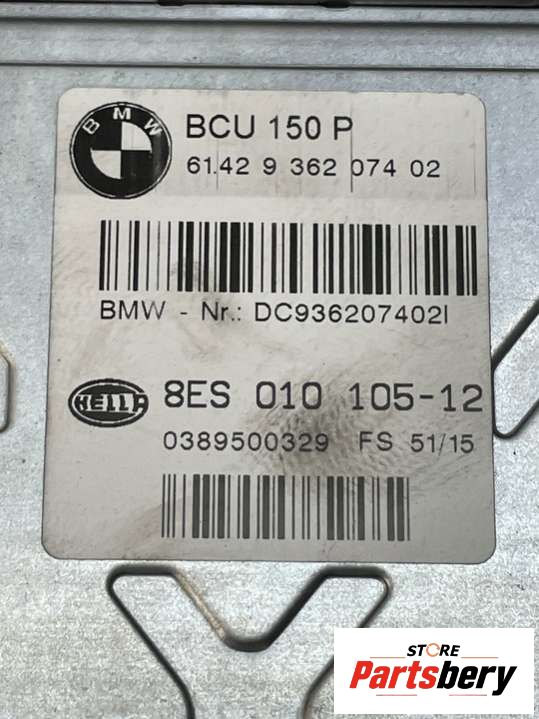 BMW
BCU 150 P
61.42 9 362 074 02
BMW - Nr.: DC936207402I
HELLA
8ES 010 105-12
0389500329 FS 51/15
STORE
Partsbery